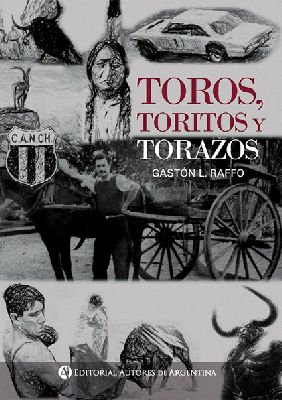 TOROS,
TORITOS Y
TORAZOS
GASTÓN L. RAFFO
C.A.N.CH.
EDITORIAL AUTORES DE ARGENTINA